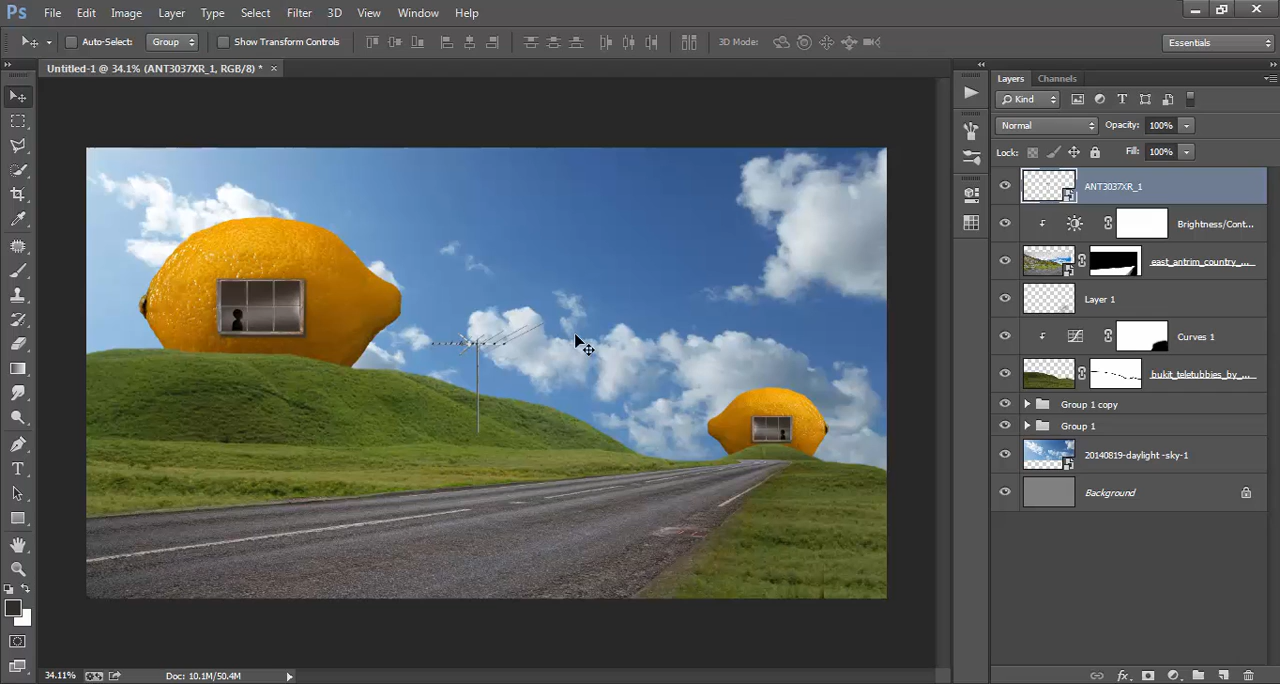 Ps File Edit Image Layer Type Select Filter 3D View Window Help
Auto-Select: Group Show Transform Controls 3D Mode: Essentials
Untitled-1 @ 34.1% (ANT3037XR_1, RGB/8) * ×
Layers Channels
Kind
Normal Opacity: 100%
Lock: Fill: 100%
ANT3037XR_1
Brightness/Cont...
east_antrim_country_...
Layer 1
Curves 1
bukit_teletubbies_by_...
Group 1 copy
Group 1
20140819-daylight -sky-1
Background
34.11% Doc: 10.1M/50.4M